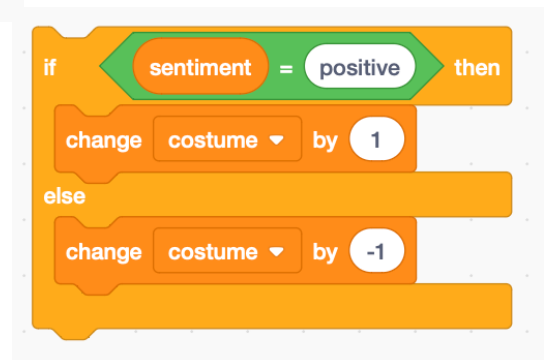 if sentiment = positive then
change costume by 1
else
change costume by -1